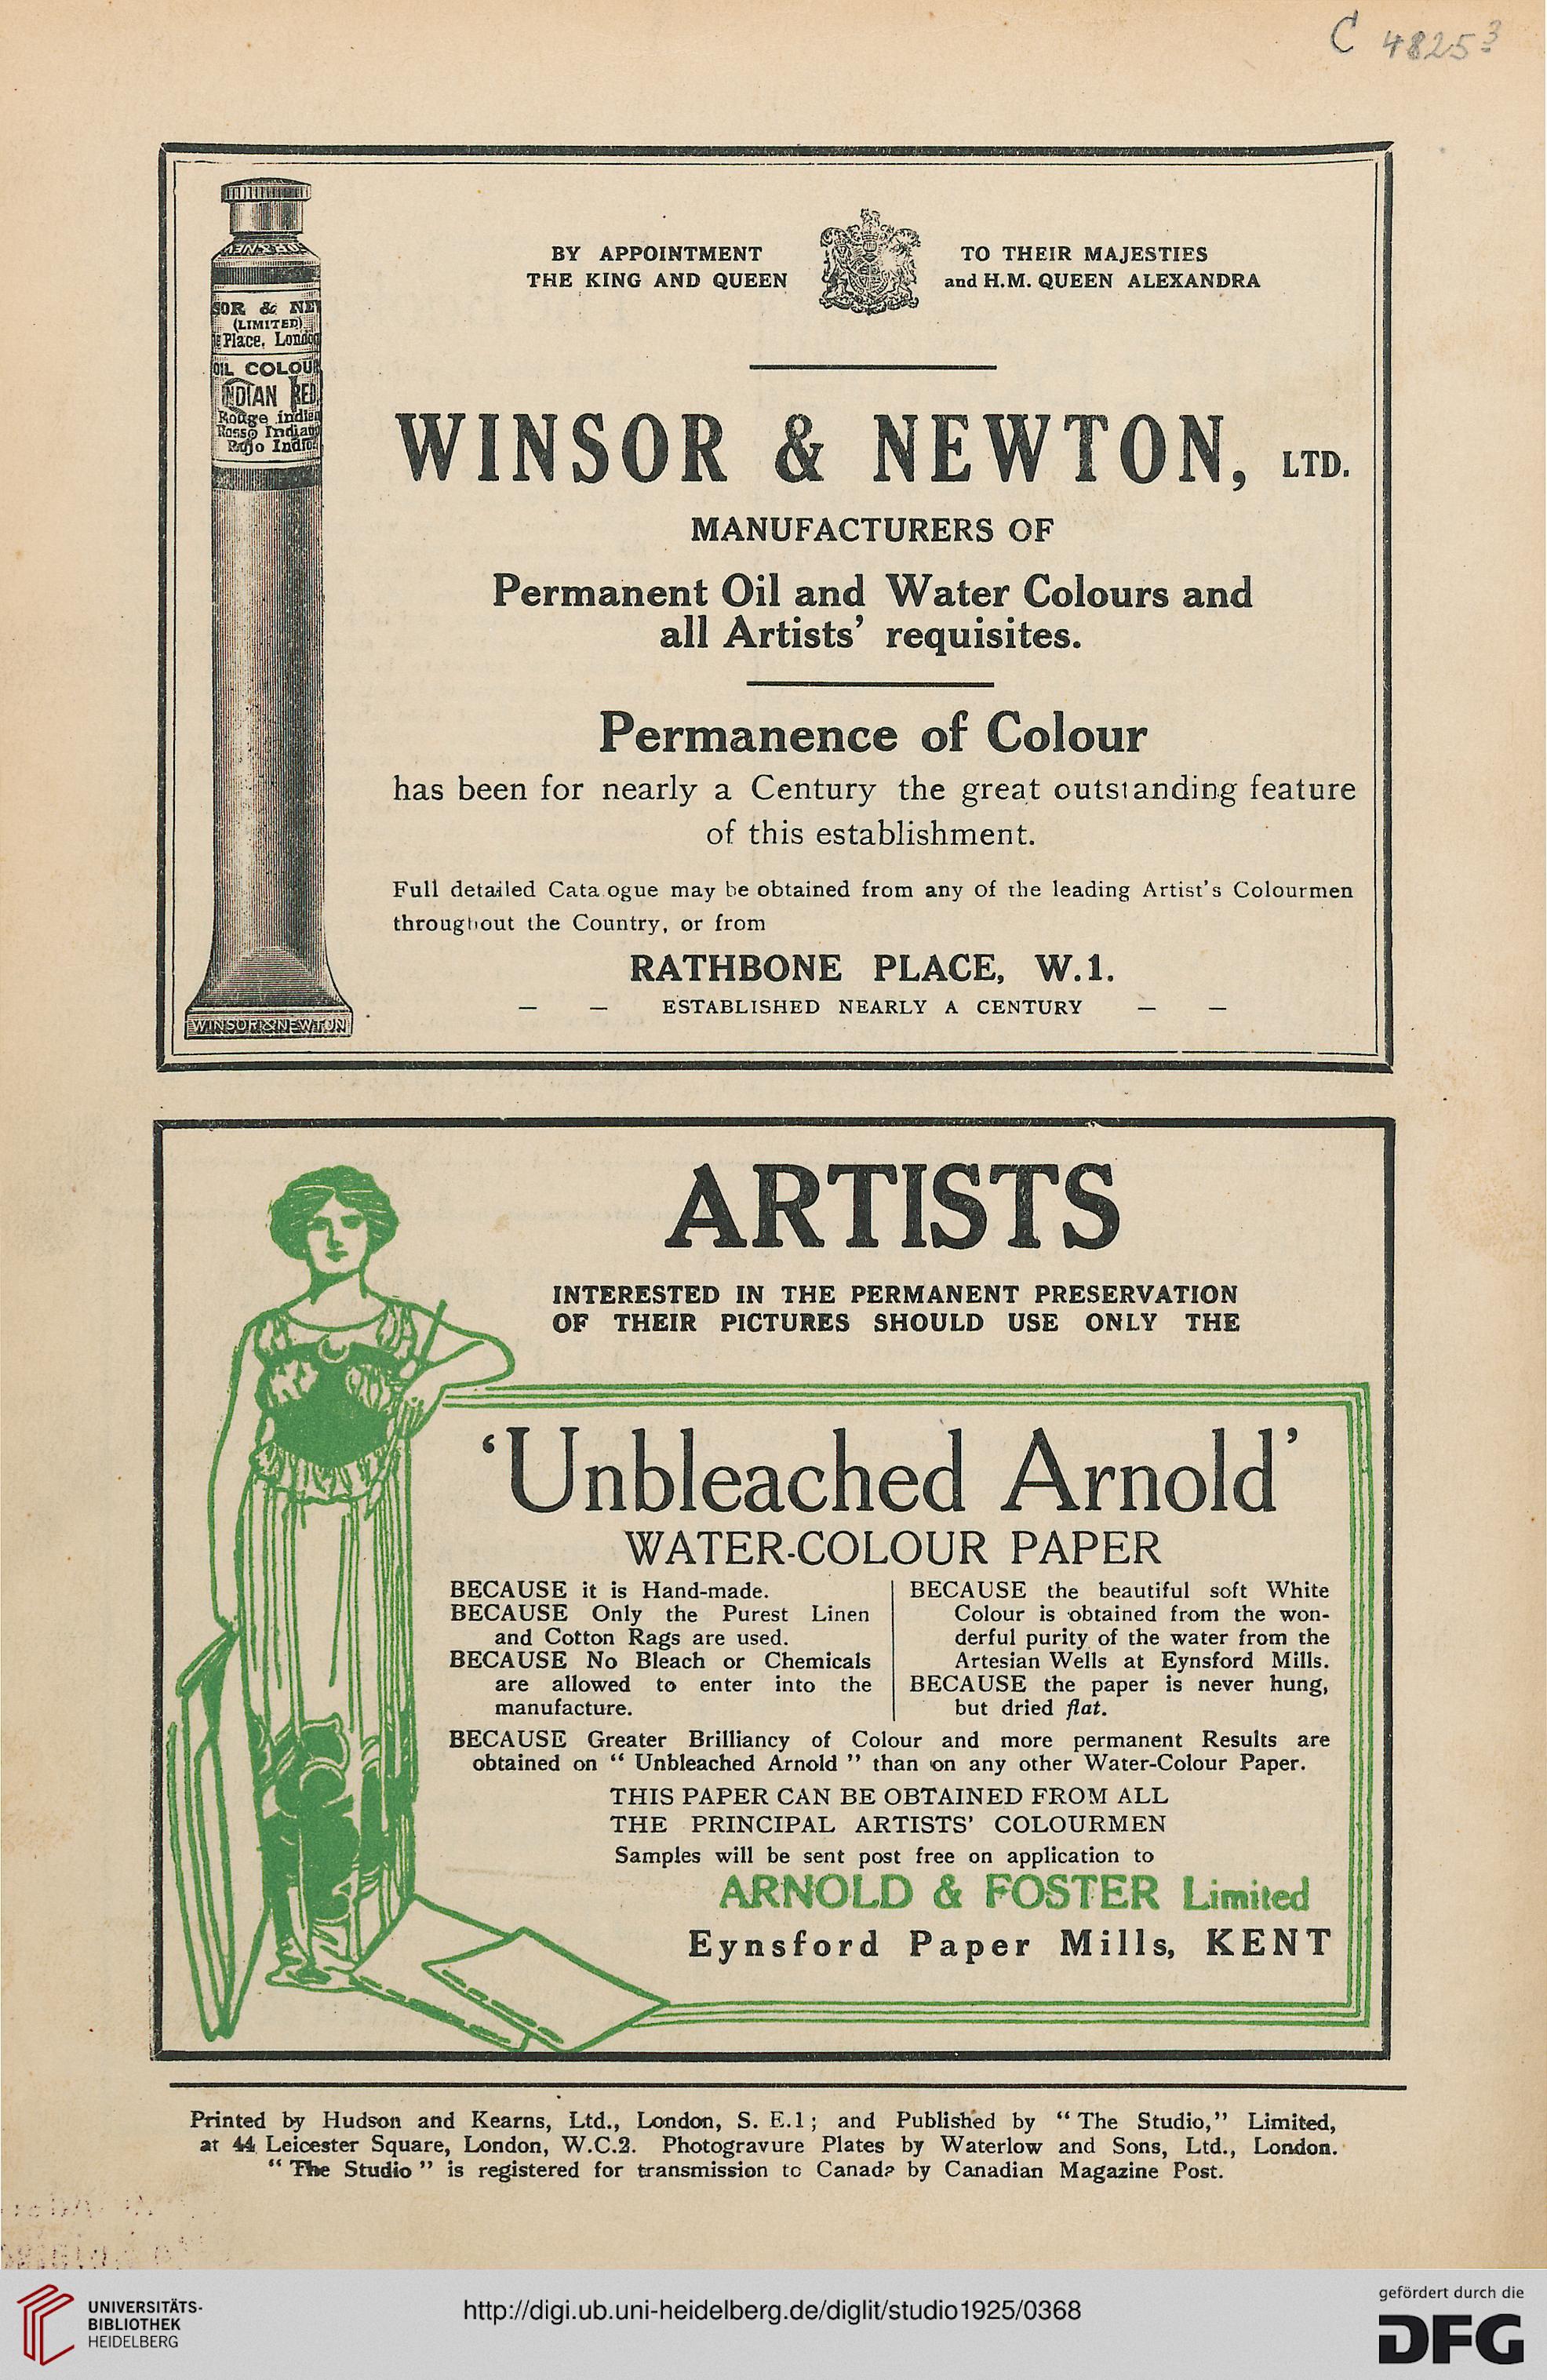 C 4825³
BY APPOINTMENT
THE KING AND QUEEN
TO THEIR MAJESTIES
and H.M. QUEEN ALEXANDRA
SOR & NEW
(LIMITED)
Place, London
OIL COLOUR
INDIAN RED
Rouge indien
Rosso Indiano
Rojo Indio
WINSOR & NEWTON
WINSOR & NEWTON, LTD.
MANUFACTURERS OF
Permanent Oil and Water Colours and
all Artists' requisites.
Permanence of Colour
has been for nearly a Century the great outstanding feature
of this establishment.
Full detailed Cata ogue may be obtained from any of the leading Artist's Colourmen
throughout the Country, or from
RATHBONE PLACE, W.1.
— — ESTABLISHED NEARLY A CENTURY — —
ARTISTS
INTERESTED IN THE PERMANENT PRESERVATION
OF THEIR PICTURES SHOULD USE ONLY THE
'Unbleached Arnold'
WATER-COLOUR PAPER
BECAUSE it is Hand-made.
BECAUSE Only the Purest Linen
and Cotton Rags are used.
BECAUSE No Bleach or Chemicals
are allowed to enter into the
manufacture.
BECAUSE the beautiful soft White
Colour is obtained from the won-
derful purity of the water from the
Artesian Wells at Eynsford Mills.
BECAUSE the paper is never hung,
but dried flat.
BECAUSE Greater Brilliancy of Colour and more permanent Results are
obtained on “ Unbleached Arnold ” than on any other Water-Colour Paper.
THIS PAPER CAN BE OBTAINED FROM ALL
THE PRINCIPAL ARTISTS' COLOURMEN
Samples will be sent post free on application to
ARNOLD & FOSTER Limited
Eynsford Paper Mills, KENT
Printed by Hudson and Kearns, Ltd., London, S. E.1; and Published by “ The Studio,” Limited,
at 44 Leicester Square, London, W.C.2. Photogravure Plates by Waterlow and Sons, Ltd., London.
“ The Studio ” is registered for transmission to Canada by Canadian Magazine Post.
UNIVERSITÄTS-
BIBLIOTHEK
HEIDELBERG
http://digi.ub.uni-heidelberg.de/diglit/studio1925/0368
gefördert durch die
DFG